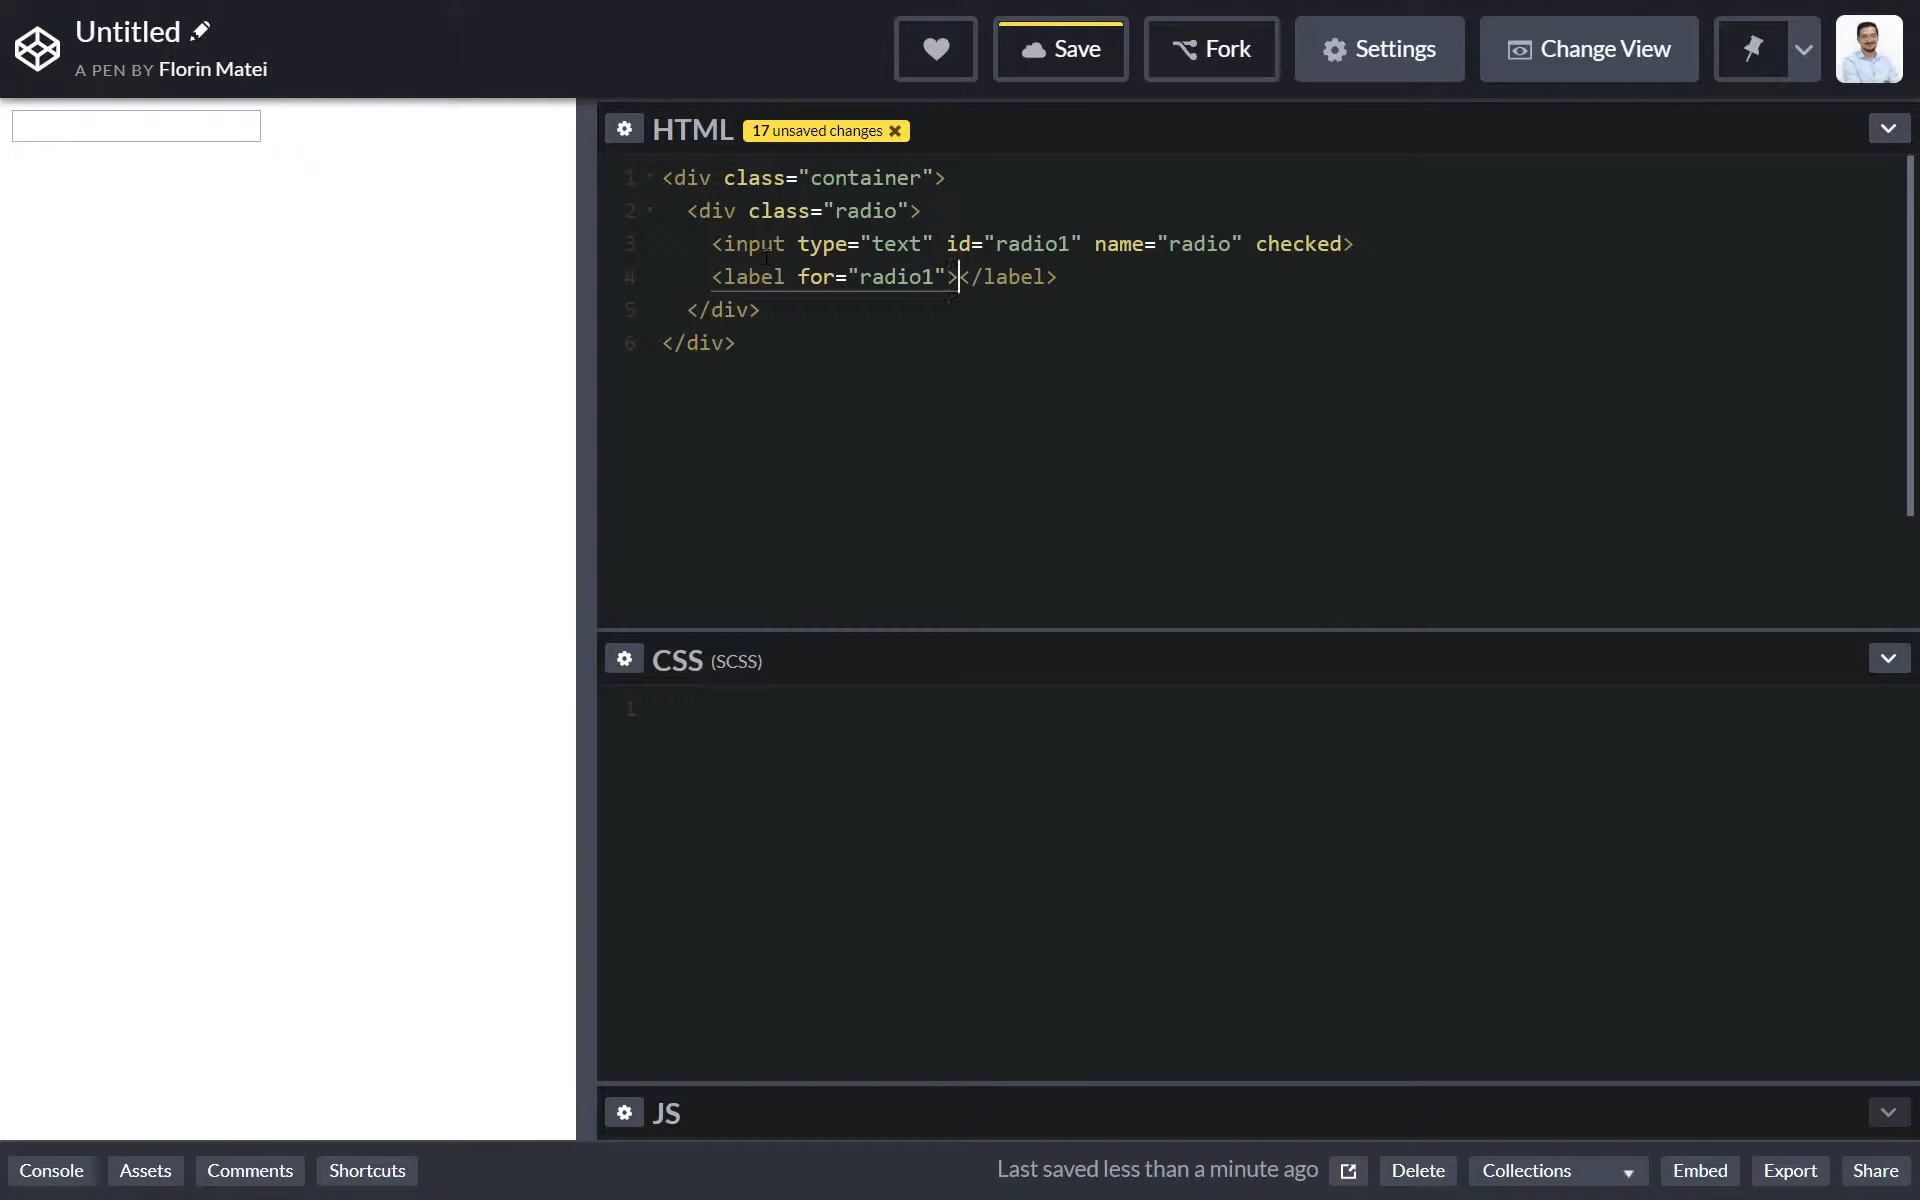 Untitled
A PEN BY Florin Matei
Save
Fork
Settings
Change View
HTML 17 unsaved changes
1 <div class="container">
2 <div class="radio">
3 <input type="text" id="radio1" name="radio" checked>
4 <label for="radio1"></label>
5 </div>
6 </div>
CSS (SCSS)
1
JS
Console Assets Comments Shortcuts
Last saved less than a minute ago Delete Collections Embed Export Share